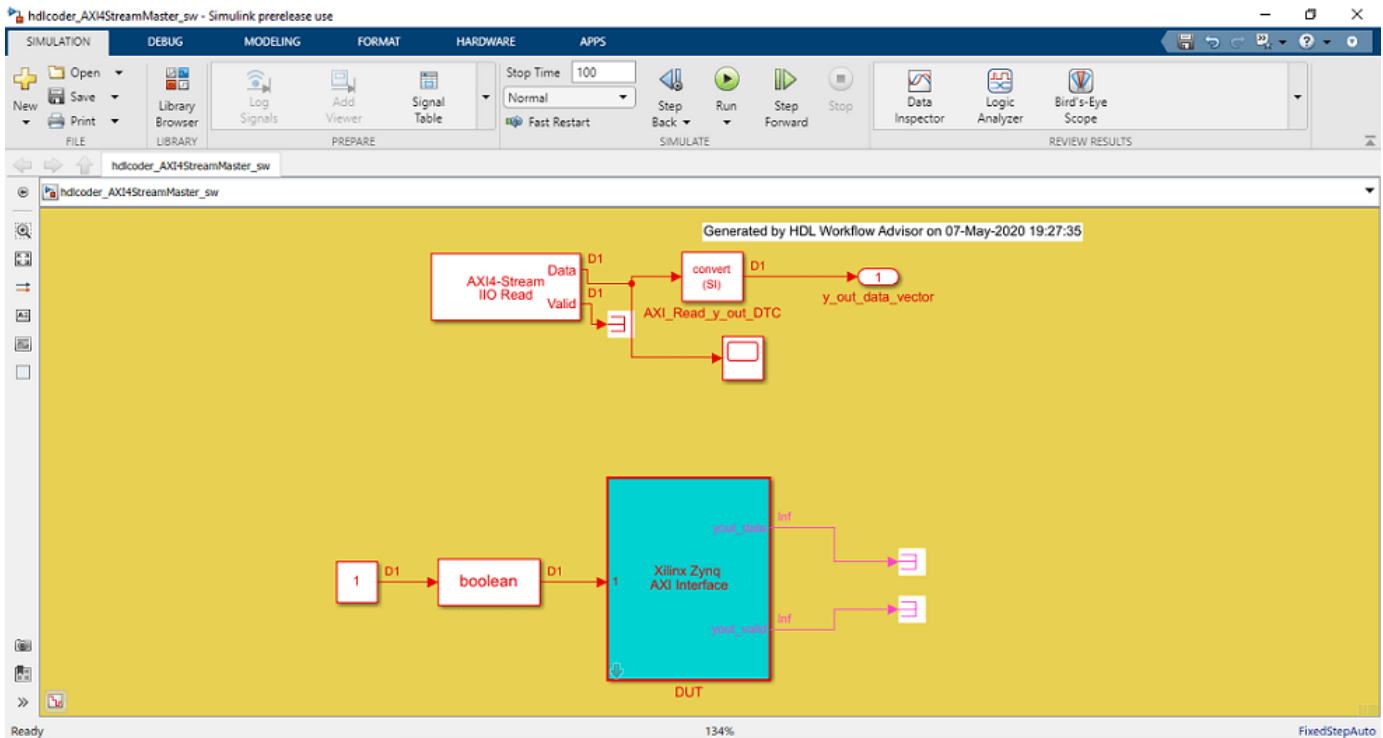 hdlcoder_AXI4StreamMaster_sw - Simulink prerelease use
SIMULATION DEBUG MODELING FORMAT HARDWARE APPS
New
Open
Save
Print
FILE
Library
Browser
LIBRARY
Log
Signals
Add
Viewer
Signal
Table
PREPARE
Stop Time 100
Normal
Fast Restart
Step
Back
Run
Step
Forward
Stop
SIMULATE
Data
Inspector
Logic
Analyzer
Bird's-Eye
Scope
REVIEW RESULTS
hdlcoder_AXI4StreamMaster_sw
hdlcoder_AXI4StreamMaster_sw
Generated by HDL Workflow Advisor on 07-May-2020 19:27:35
AXI4-Stream
IIO Read
Data
Valid
D1
D1
convert
(SI)
AXI_Read_y_out_DTC
D1
1
y_out_data_vector
1
D1
boolean
D1
1
Xilinx Zynq
AXI Interface
yout_data
yout_valid
Inf
Inf
DUT
Ready 134% FixedStepAuto